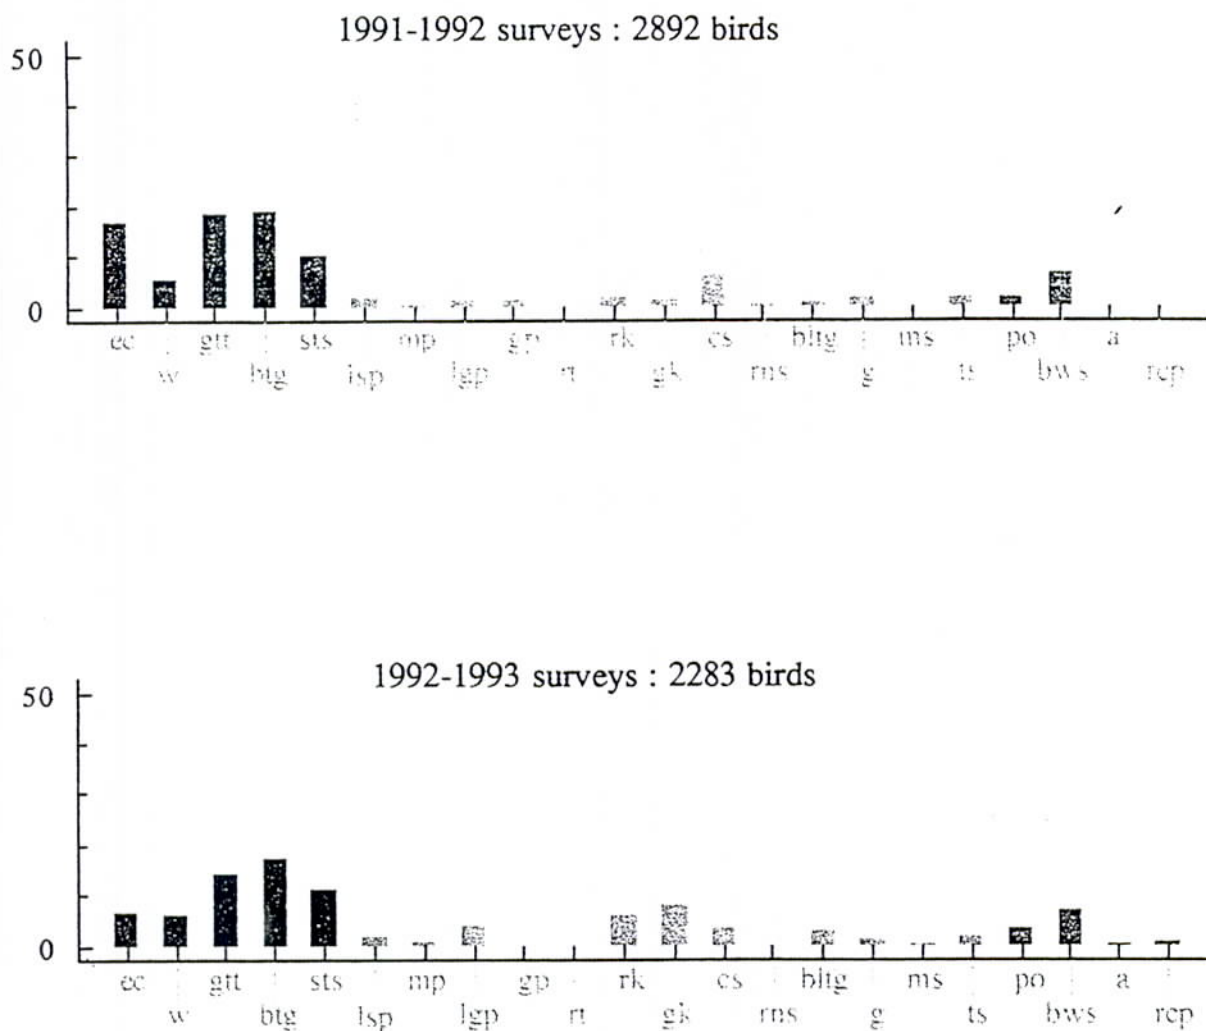 1991-1992 surveys : 2892 birds
50
0
ec gtt sts mp gp rk cs bltg ms po a
w btg lsp lgp rt gk rns g ts bws rcp
1992-1993 surveys : 2283 birds
50
0
ec gtt sts mp gp rk cs bltg ms po a
w btg lsp lgp rt gk rns g ts bws rcp